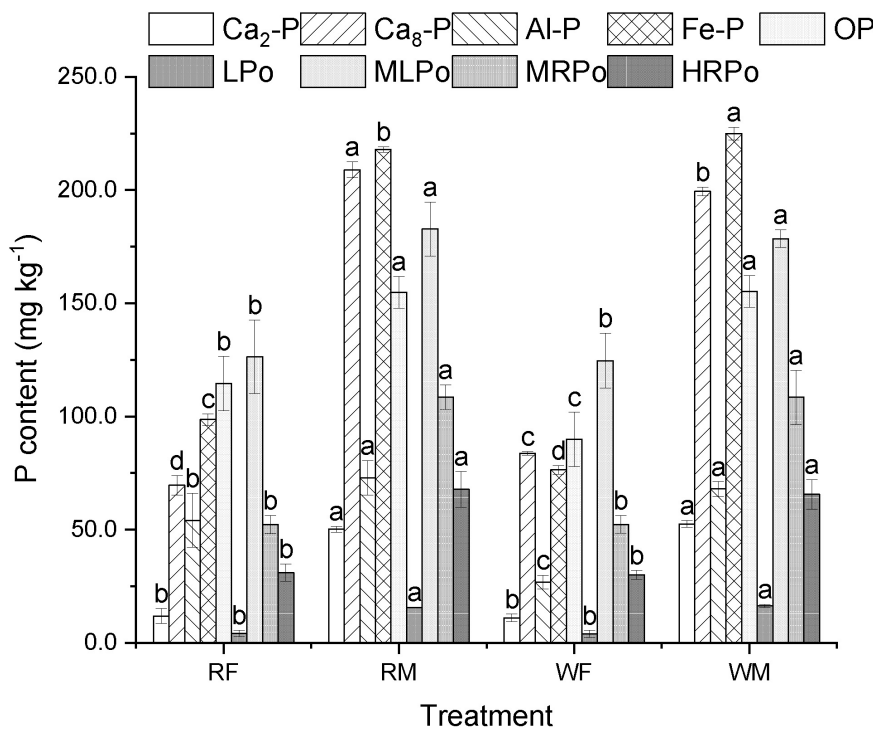 Ca₂-P Ca₈-P Al-P Fe-P OP
LPo MLPo MRPo HRPo
250.0
200.0
150.0
100.0
50.0
0.0
P content (mg kg⁻¹)
b d b c b b b b b
a a a b a a a a a
b c c d c b b b b
a b a a a a a a a
RF RM WF WM
Treatment